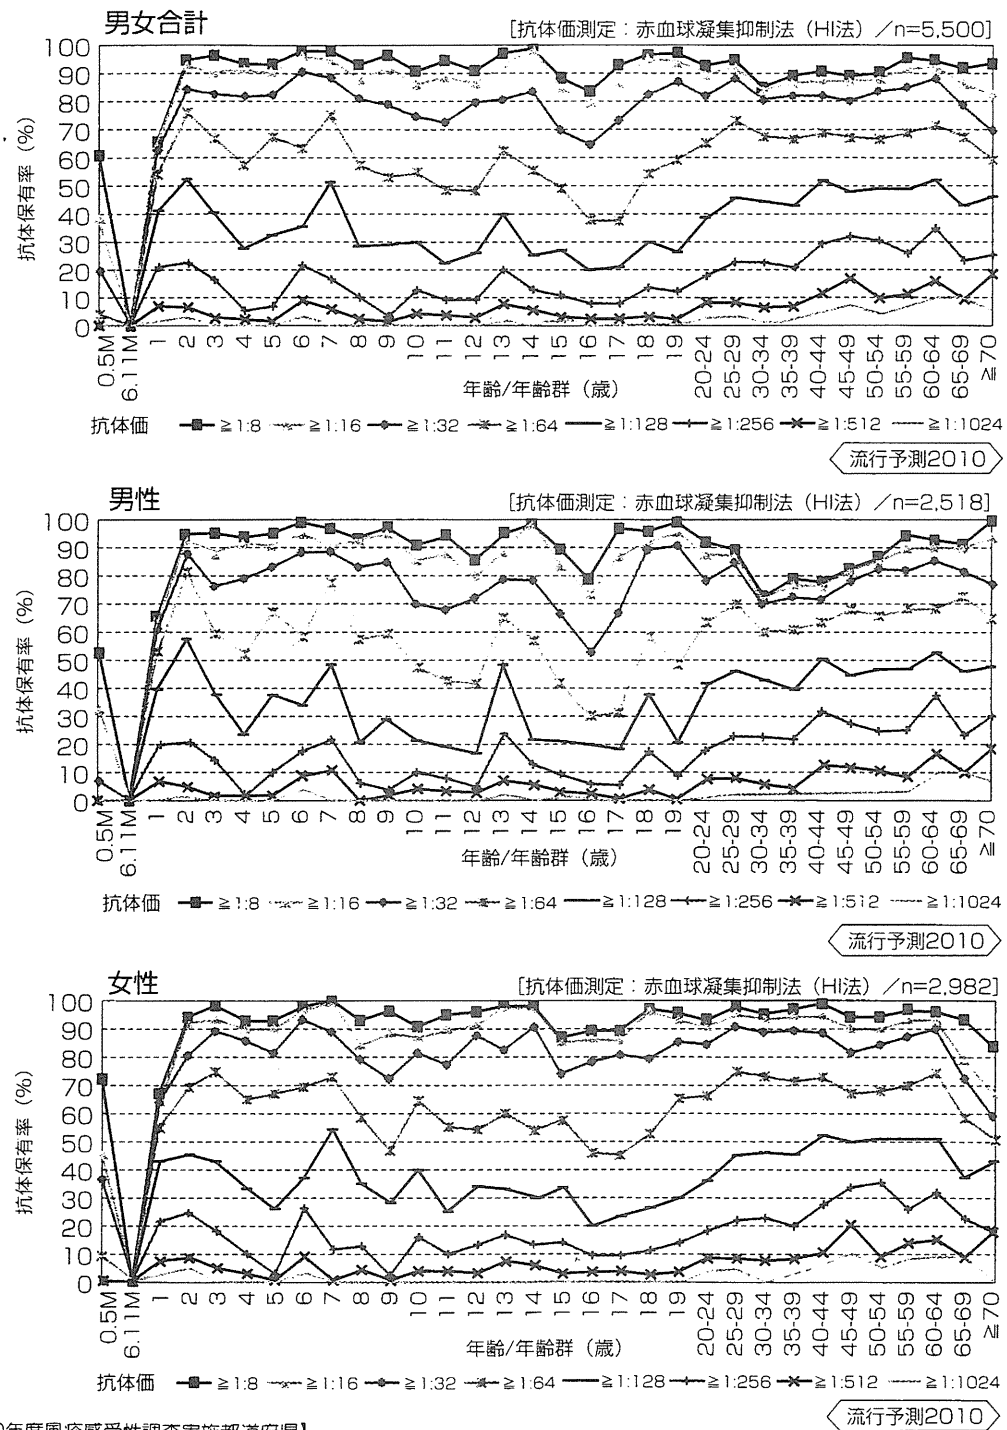 男女合計
[抗体価測定：赤血球凝集抑制法（HI法）／n=5,500]
抗体保有率（%）
100
90
80
70
60
50
40
30
20
10
0
0.5M 6.11M 1 2 3 4 5 6 7 8 9 10 11 12 13 14 15 16 17 18 19 20-24 25-29 30-34 35-39 40-44 45-49 50-54 55-59 60-64 65-69 ≧70
年齢/年齢群（歳）
抗体価 ≧1:8 ≧1:16 ≧1:32 ≧1:64 ≧1:128 ≧1:256 ≧1:512 ≧1:1024
流行予測2010
男性
[抗体価測定：赤血球凝集抑制法（HI法）／n=2,518]
抗体保有率（%）
100
90
80
70
60
50
40
30
20
10
0
0.5M 6.11M 1 2 3 4 5 6 7 8 9 10 11 12 13 14 15 16 17 18 19 20-24 25-29 30-34 35-39 40-44 45-49 50-54 55-59 60-64 65-69 ≧70
年齢/年齢群（歳）
抗体価 ≧1:8 ≧1:16 ≧1:32 ≧1:64 ≧1:128 ≧1:256 ≧1:512 ≧1:1024
流行予測2010
女性
[抗体価測定：赤血球凝集抑制法（HI法）／n=2,982]
抗体保有率（%）
100
90
80
70
60
50
40
30
20
10
0
0.5M 6.11M 1 2 3 4 5 6 7 8 9 10 11 12 13 14 15 16 17 18 19 20-24 25-29 30-34 35-39 40-44 45-49 50-54 55-59 60-64 65-69 ≧70
年齢/年齢群（歳）
抗体価 ≧1:8 ≧1:16 ≧1:32 ≧1:64 ≧1:128 ≧1:256 ≧1:512 ≧1:1024
流行予測2010
年度風疹感受性調査実施都道府県】